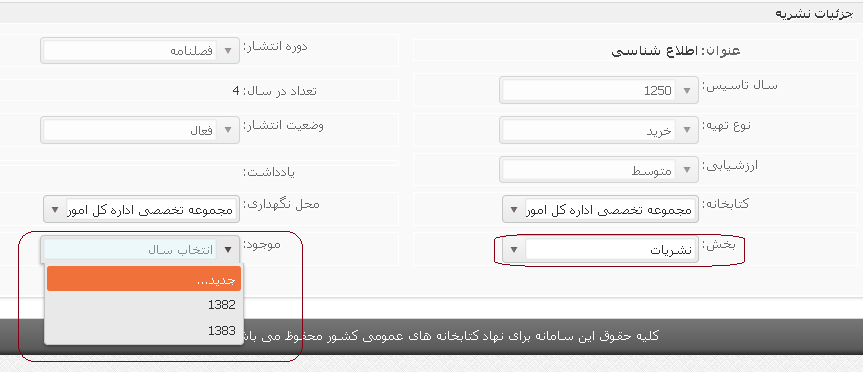 جزئیات نشریه
عنوان: اطلاع شناسی
دوره انتشار: فصلنامه
سال تاسیس: 1250
تعداد در سال: 4
نوع تهیه: خرید
وضعیت انتشار: فعال
ارزشیابی: متوسط
یادداشت:
کتابخانه: مجموعه تخصصی اداره کل امور
محل نگهداری: مجموعه تخصصی اداره کل امور
بخش: نشریات
موجود: انتخاب سال
جدید...
1382
1383
کلیه حقوق این سامانه برای نهاد کتابخانه های عمومی کشور محفوظ می